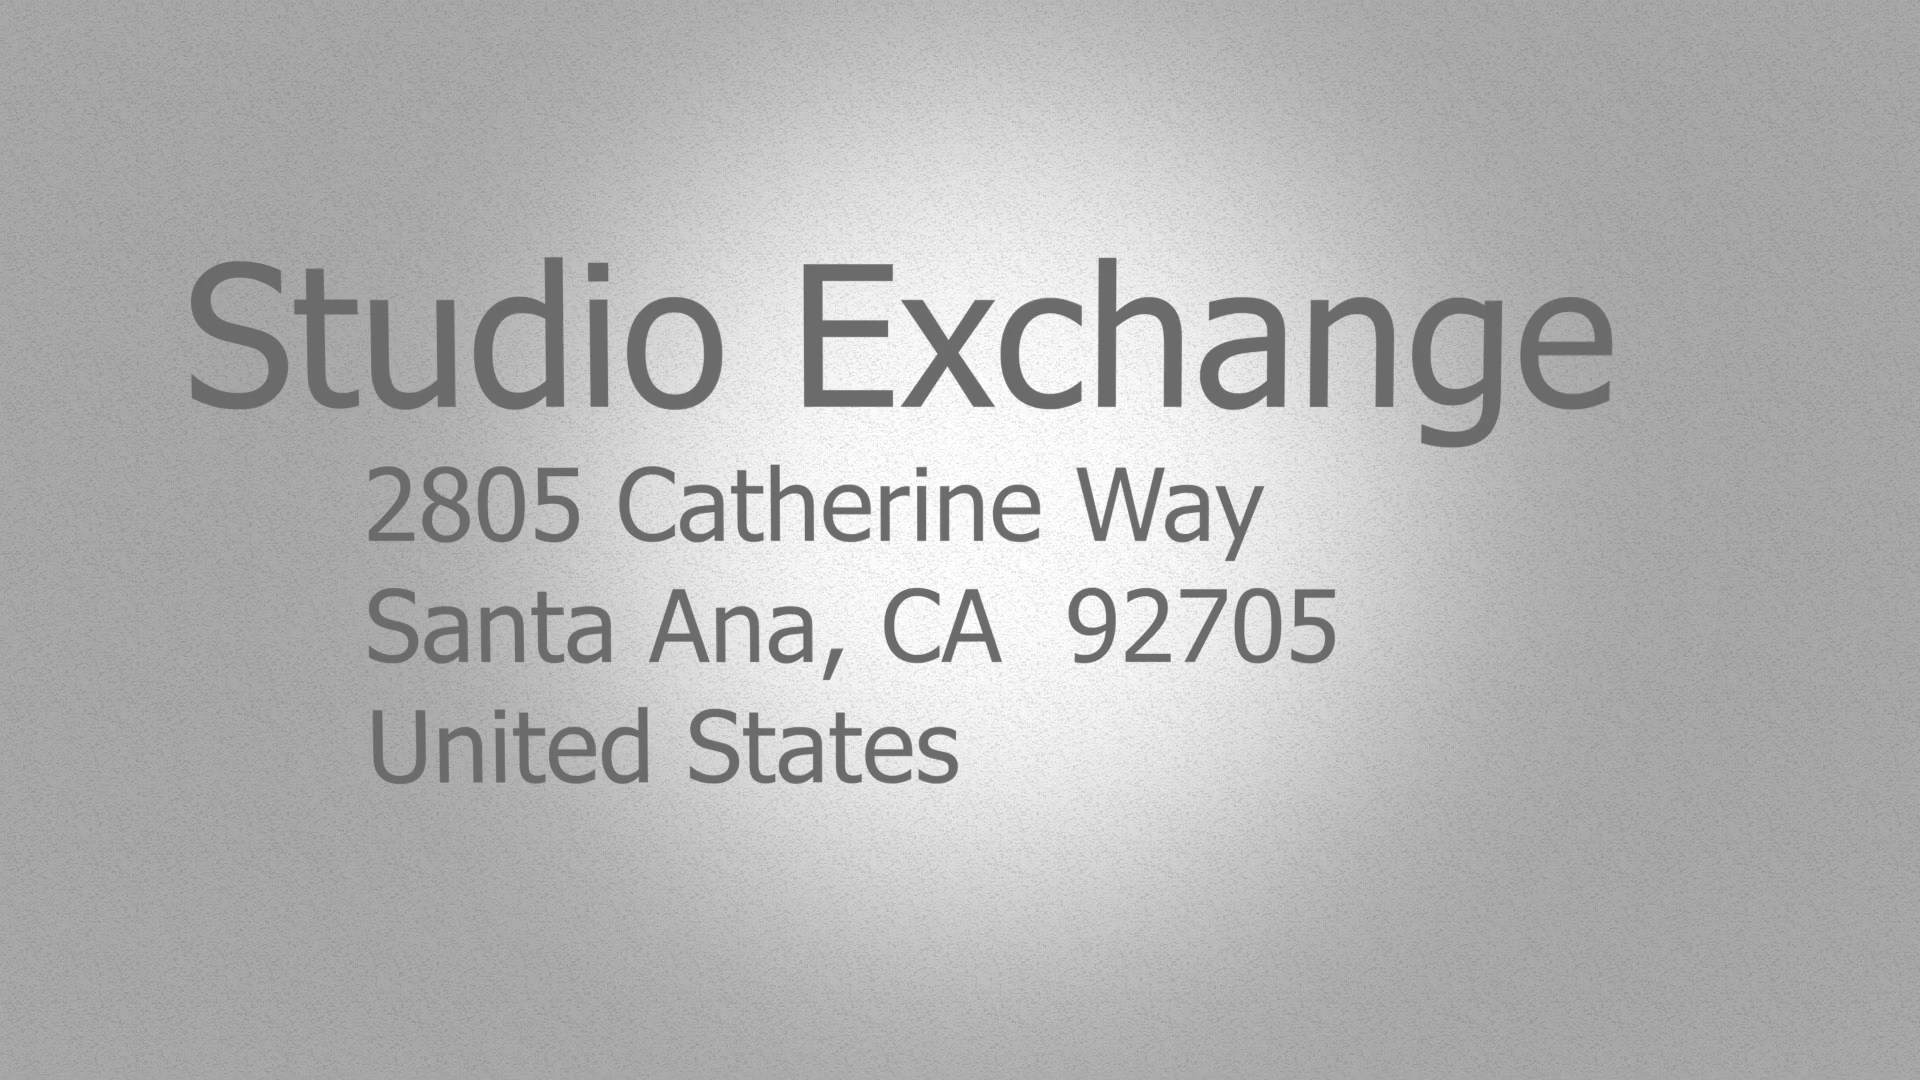 Studio Exchange
2805 Catherine Way
Santa Ana, CA  92705
United States